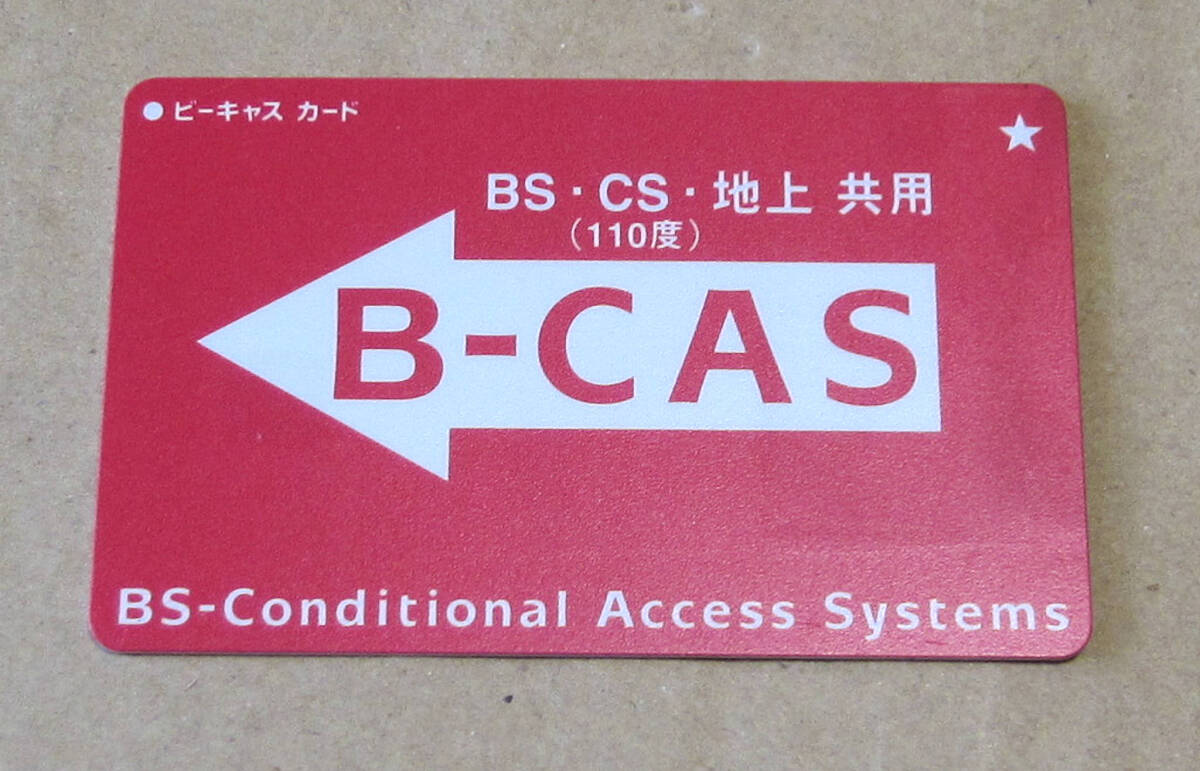 ● ビーキャス カード
★
BS・CS・地上 共用
（110度）
B-CAS
BS-Conditional Access Systems